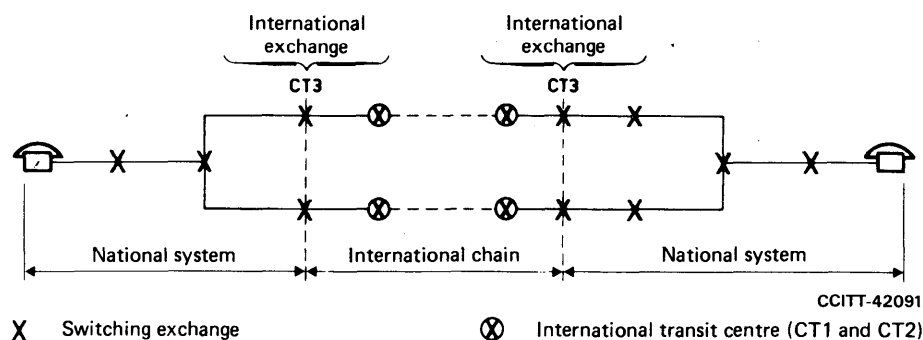 International
exchange
International
exchange
CT3
CT3
National system
International chain
National system
CCITT-42091
X Switching exchange
International transit centre (CT1 and CT2)